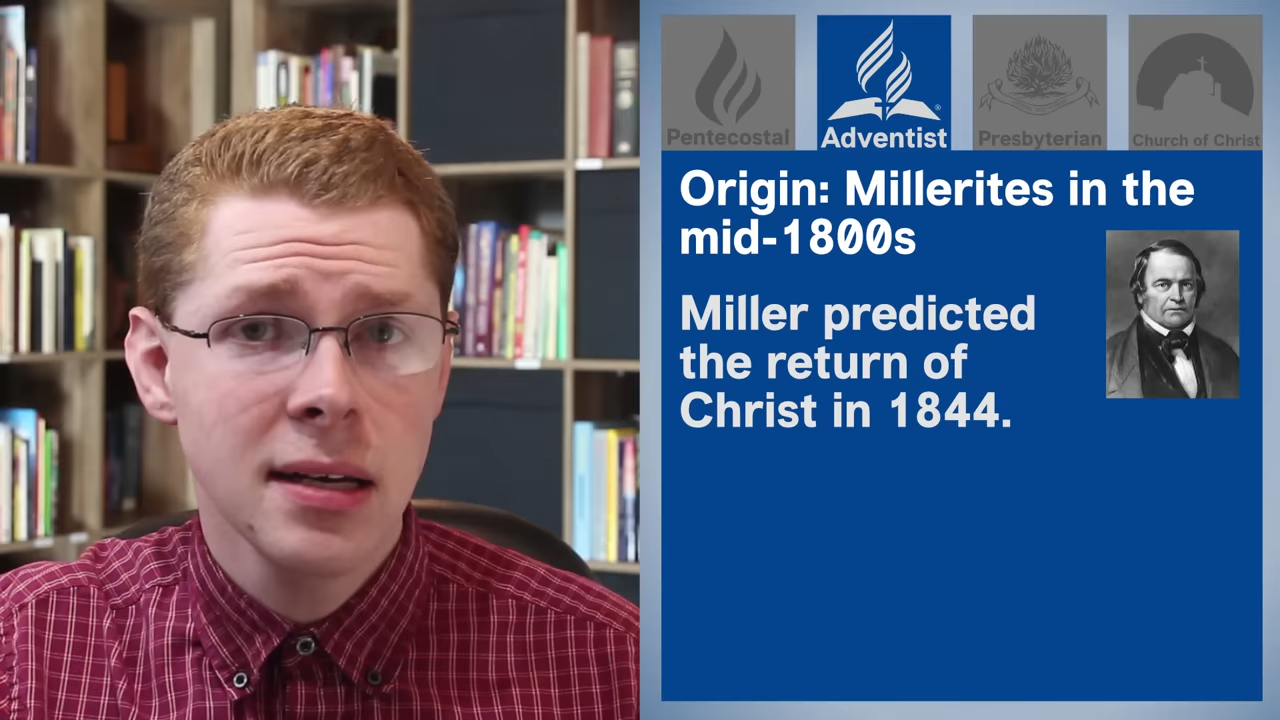 Pentecostal
Adventist
Presbyterian
Church of Christ
Origin: Millerites in the
mid-1800s
Miller predicted
the return of
Christ in 1844.